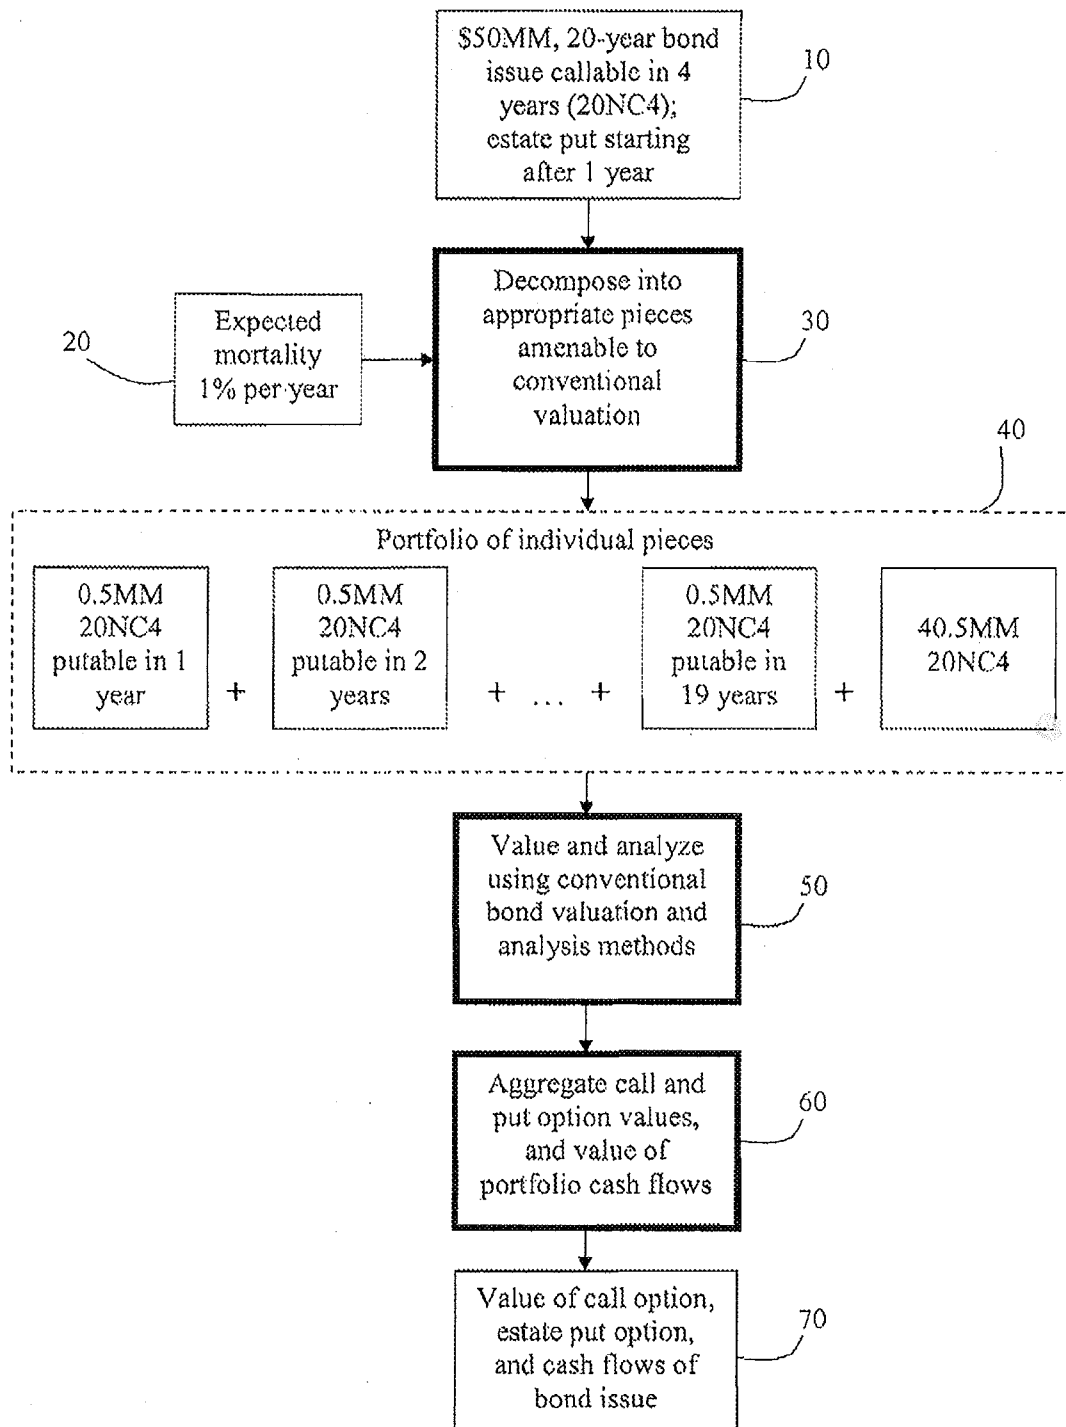 $50MM, 20-year bond
issue callable in 4
years (20NC4);
estate put starting
after 1 year
10
Decompose into
appropriate pieces
amenable to
conventional
valuation
30
Expected
mortality
1% per year
20
40
Portfolio of individual pieces
0.5MM
20NC4
putable in 1
year
+
0.5MM
20NC4
putable in 2
years
+ ... +
0.5MM
20NC4
putable in
19 years
+
40.5MM
20NC4
Value and analyze
using conventional
bond valuation and
analysis methods
50
Aggregate call and
put option values,
and value of
portfolio cash flows
60
Value of call option,
estate put option,
and cash flows of
bond issue
70